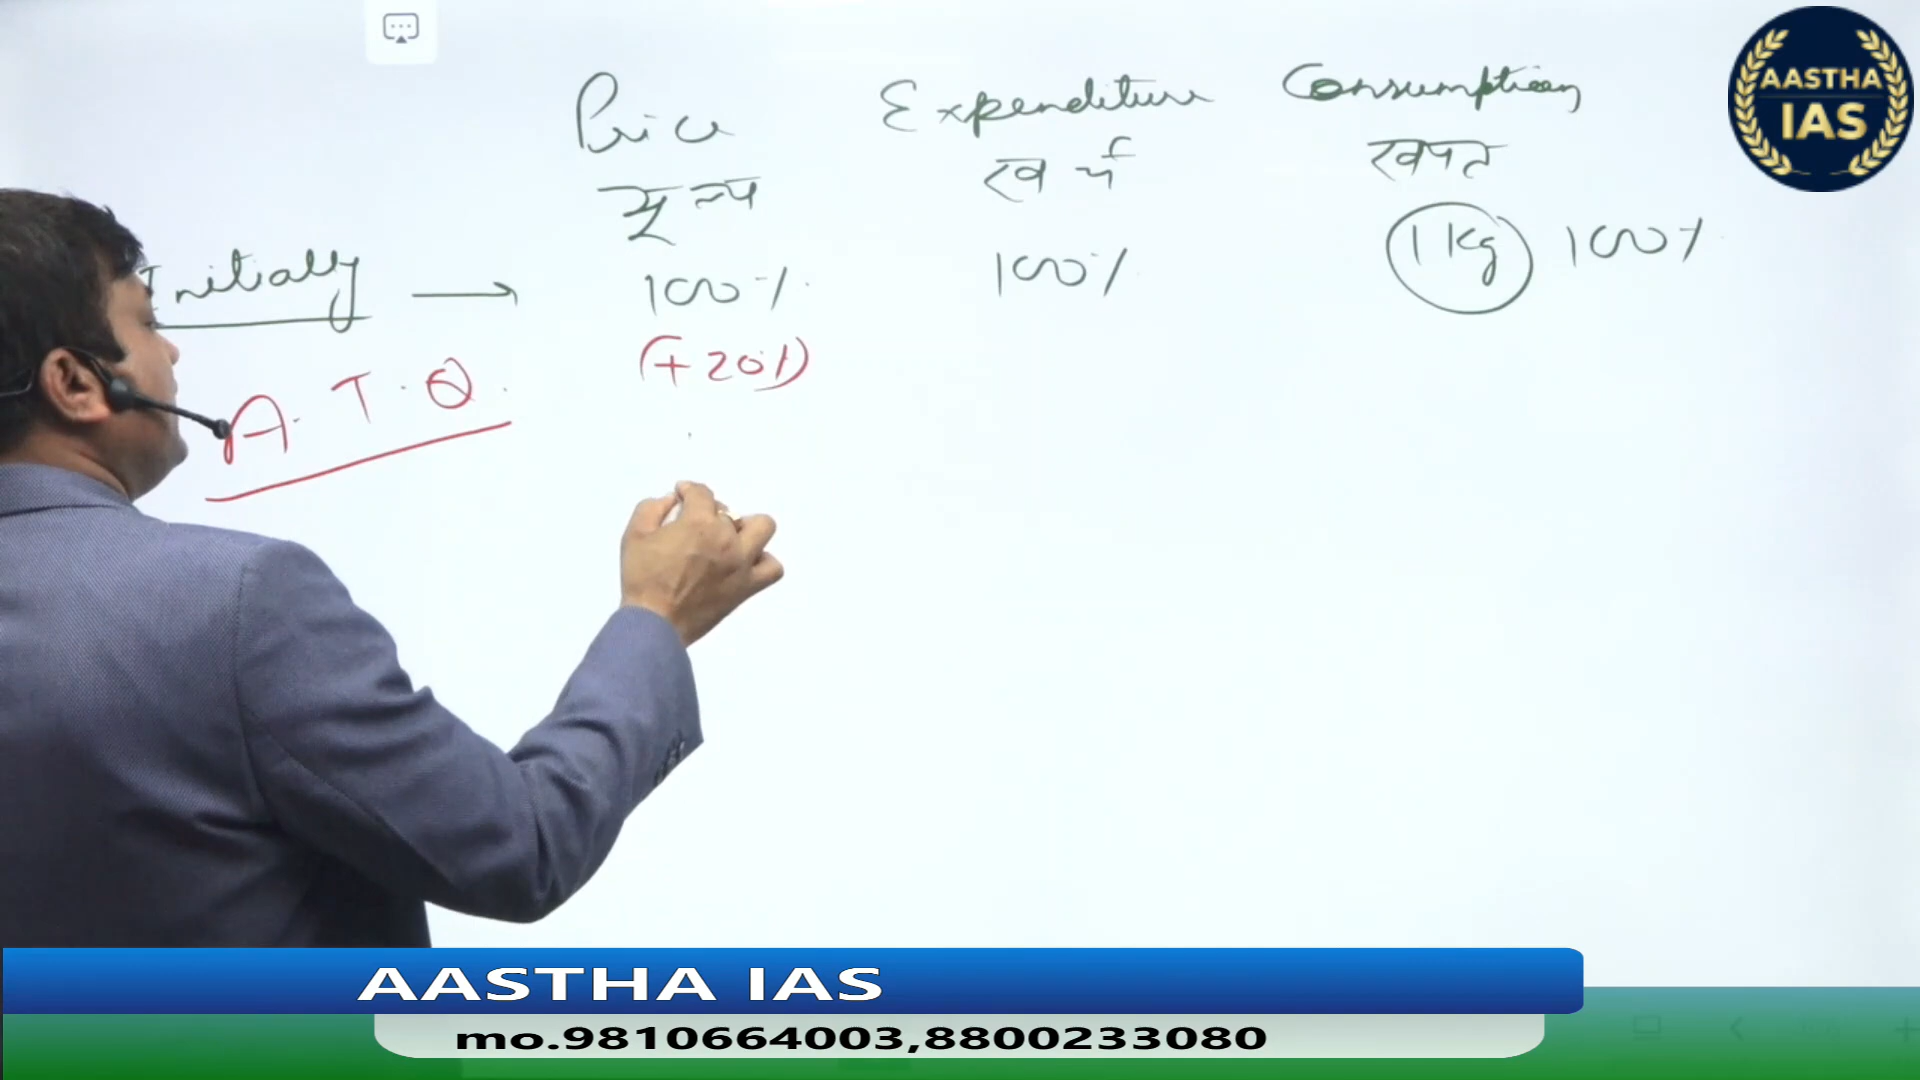 Price Expenditure Consumption
मूल्य खर्च खपत
Initially → 100% 100% 1 kg 100%
A.T.Q. (+20%)
AASTHA
IAS
AASTHA IAS
mo.9810664003,8800233080